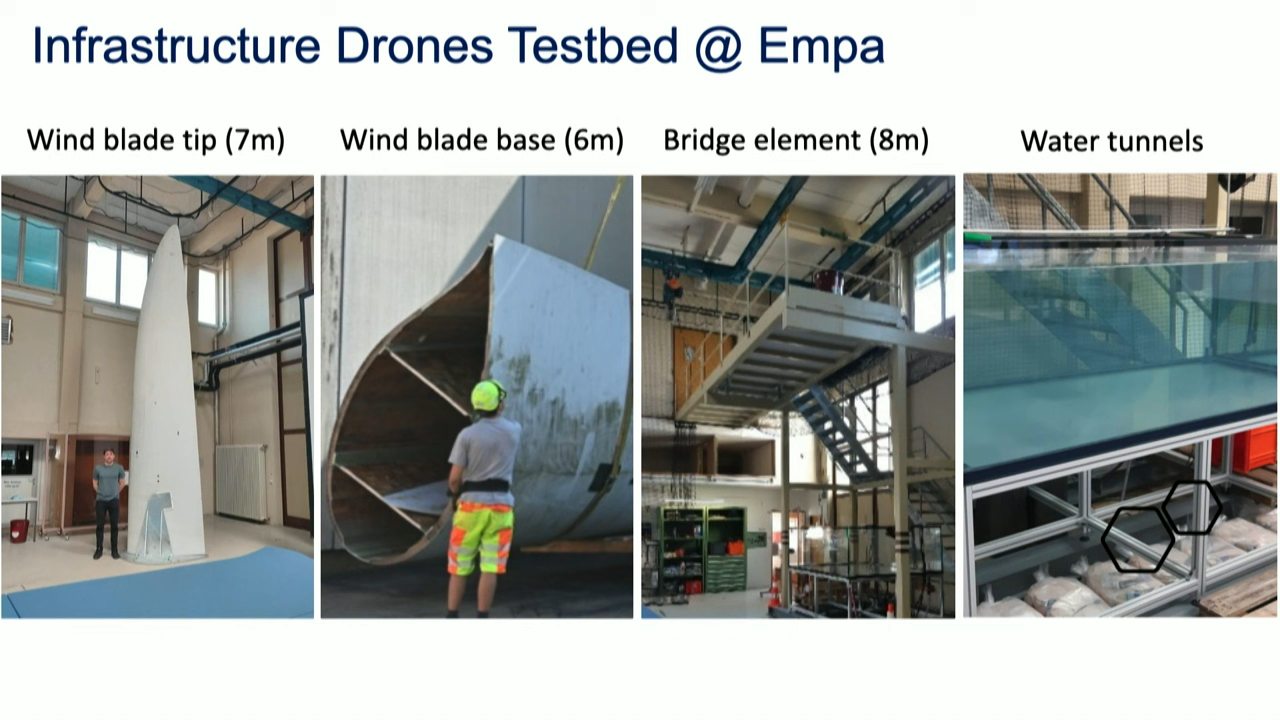 Infrastructure Drones Testbed @ Empa
Wind blade tip (7m)
Wind blade base (6m)
Bridge element (8m)
Water tunnels